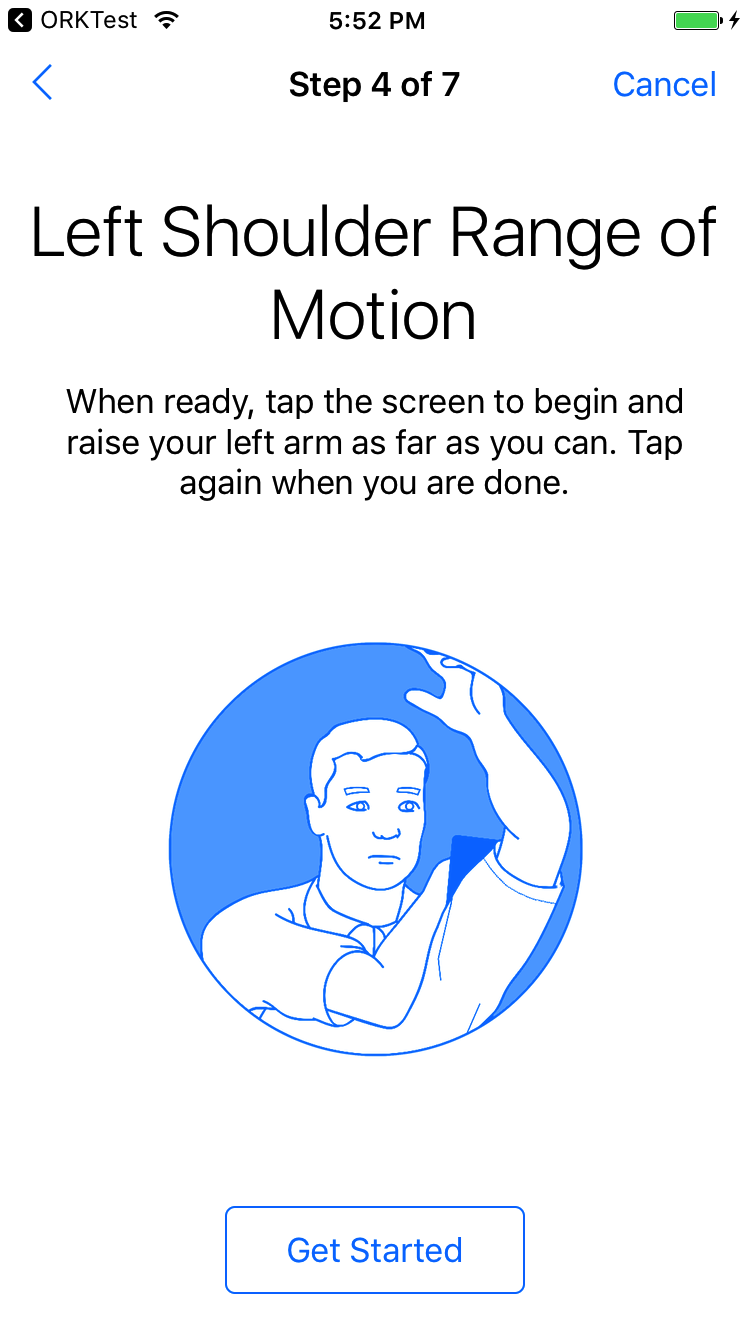 ORKTest 5:52 PM
Step 4 of 7 Cancel
Left Shoulder Range of
Motion
When ready, tap the screen to begin and
raise your left arm as far as you can. Tap
again when you are done.
Get Started